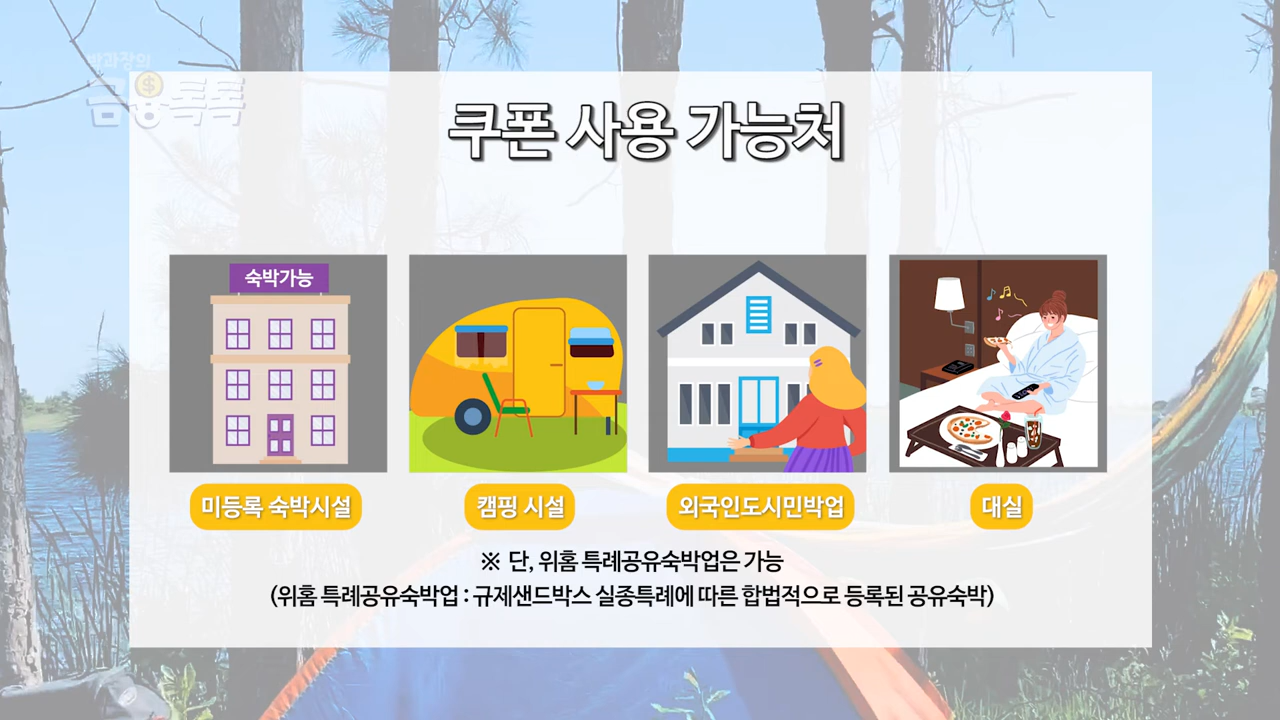 박과장의
금융톡톡
쿠폰 사용 가능처
숙박가능
미등록 숙박시설
캠핑 시설
외국인도시민박업
대실
※ 단, 위홈 특례공유숙박업은 가능
(위홈 특례공유숙박업 : 규제샌드박스 실종특례에 따른 합법적으로 등록된 공유숙박)